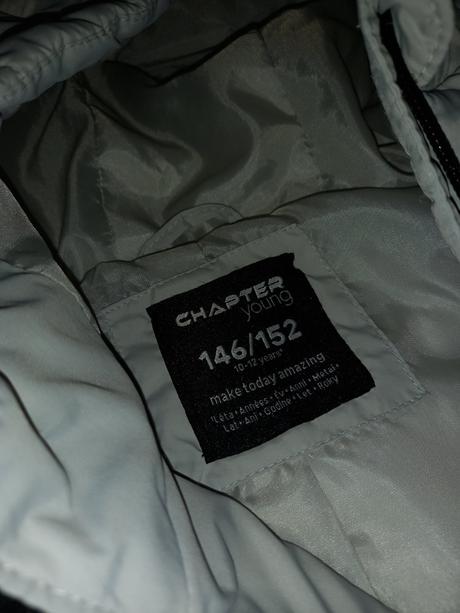 CHAPTER
young
146/152
10-12 years*
make today amazing
*Léta • Années • Év • Anni • Metai •
Lat • Ani • Godine • Let • Roky